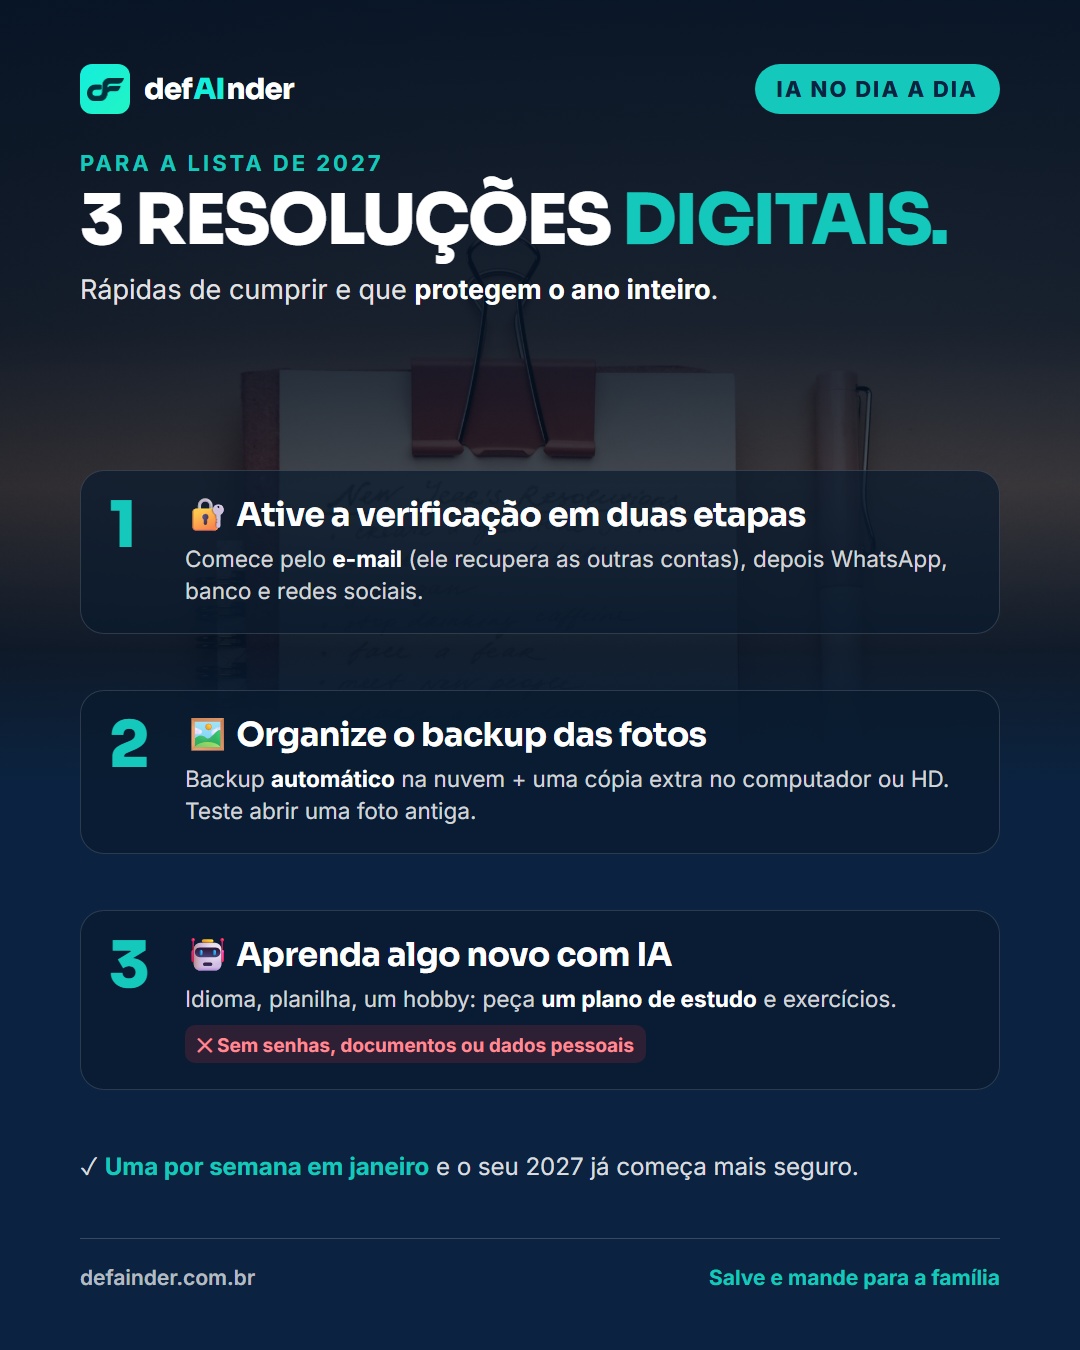 defAInder
IA NO DIA A DIA
PARA A LISTA DE 2027
3 RESOLUÇÕES DIGITAIS.
Rápidas de cumprir e que protegem o ano inteiro.
New Year's Resolutions
1
🔐 Ative a verificação em duas etapas
Comece pelo e-mail (ele recupera as outras contas), depois WhatsApp,
banco e redes sociais.
2
🖼️ Organize o backup das fotos
Backup automático na nuvem + uma cópia extra no computador ou HD.
Teste abrir uma foto antiga.
3
🤖 Aprenda algo novo com IA
Idioma, planilha, um hobby: peça um plano de estudo e exercícios.
✕ Sem senhas, documentos ou dados pessoais
✓ Uma por semana em janeiro e o seu 2027 já começa mais seguro.
defainder.com.br
Salve e mande para a família